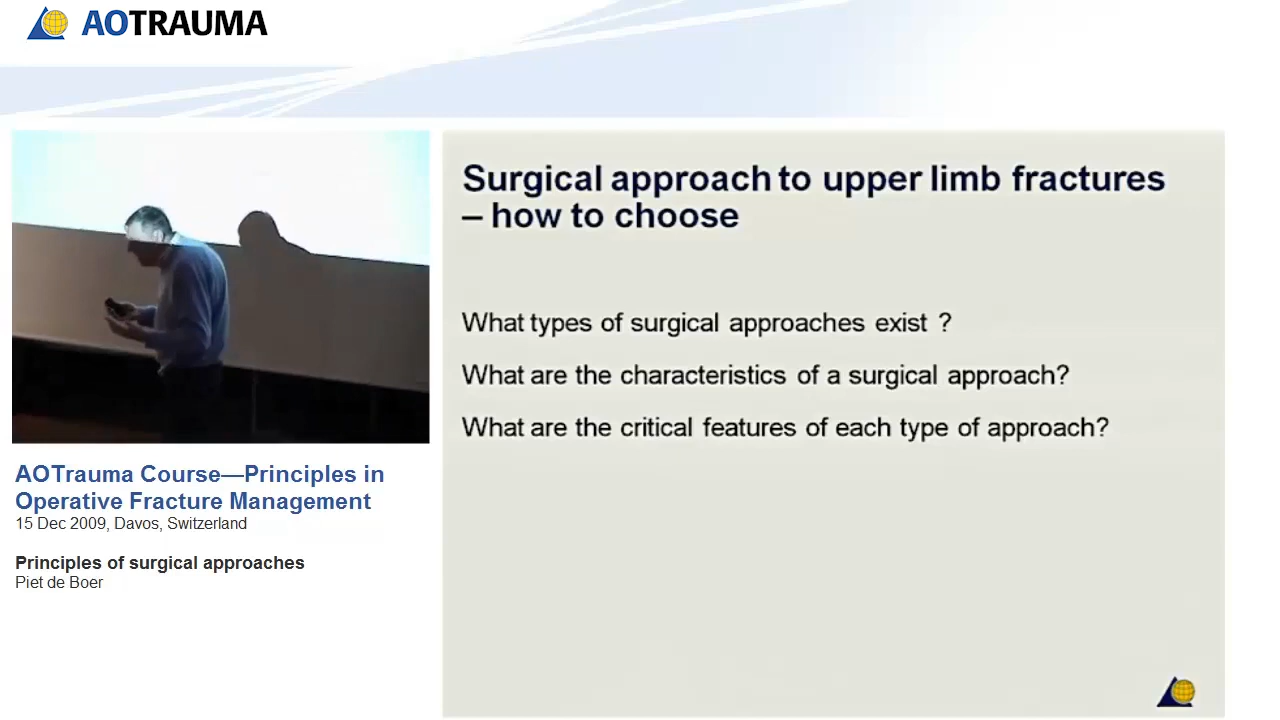 AOTRAUMA
Surgical approach to upper limb fractures
– how to choose
What types of surgical approaches exist ?
What are the characteristics of a surgical approach?
What are the critical features of each type of approach?
AOTrauma Course—Principles in
Operative Fracture Management
15 Dec 2009, Davos, Switzerland
Principles of surgical approaches
Piet de Boer